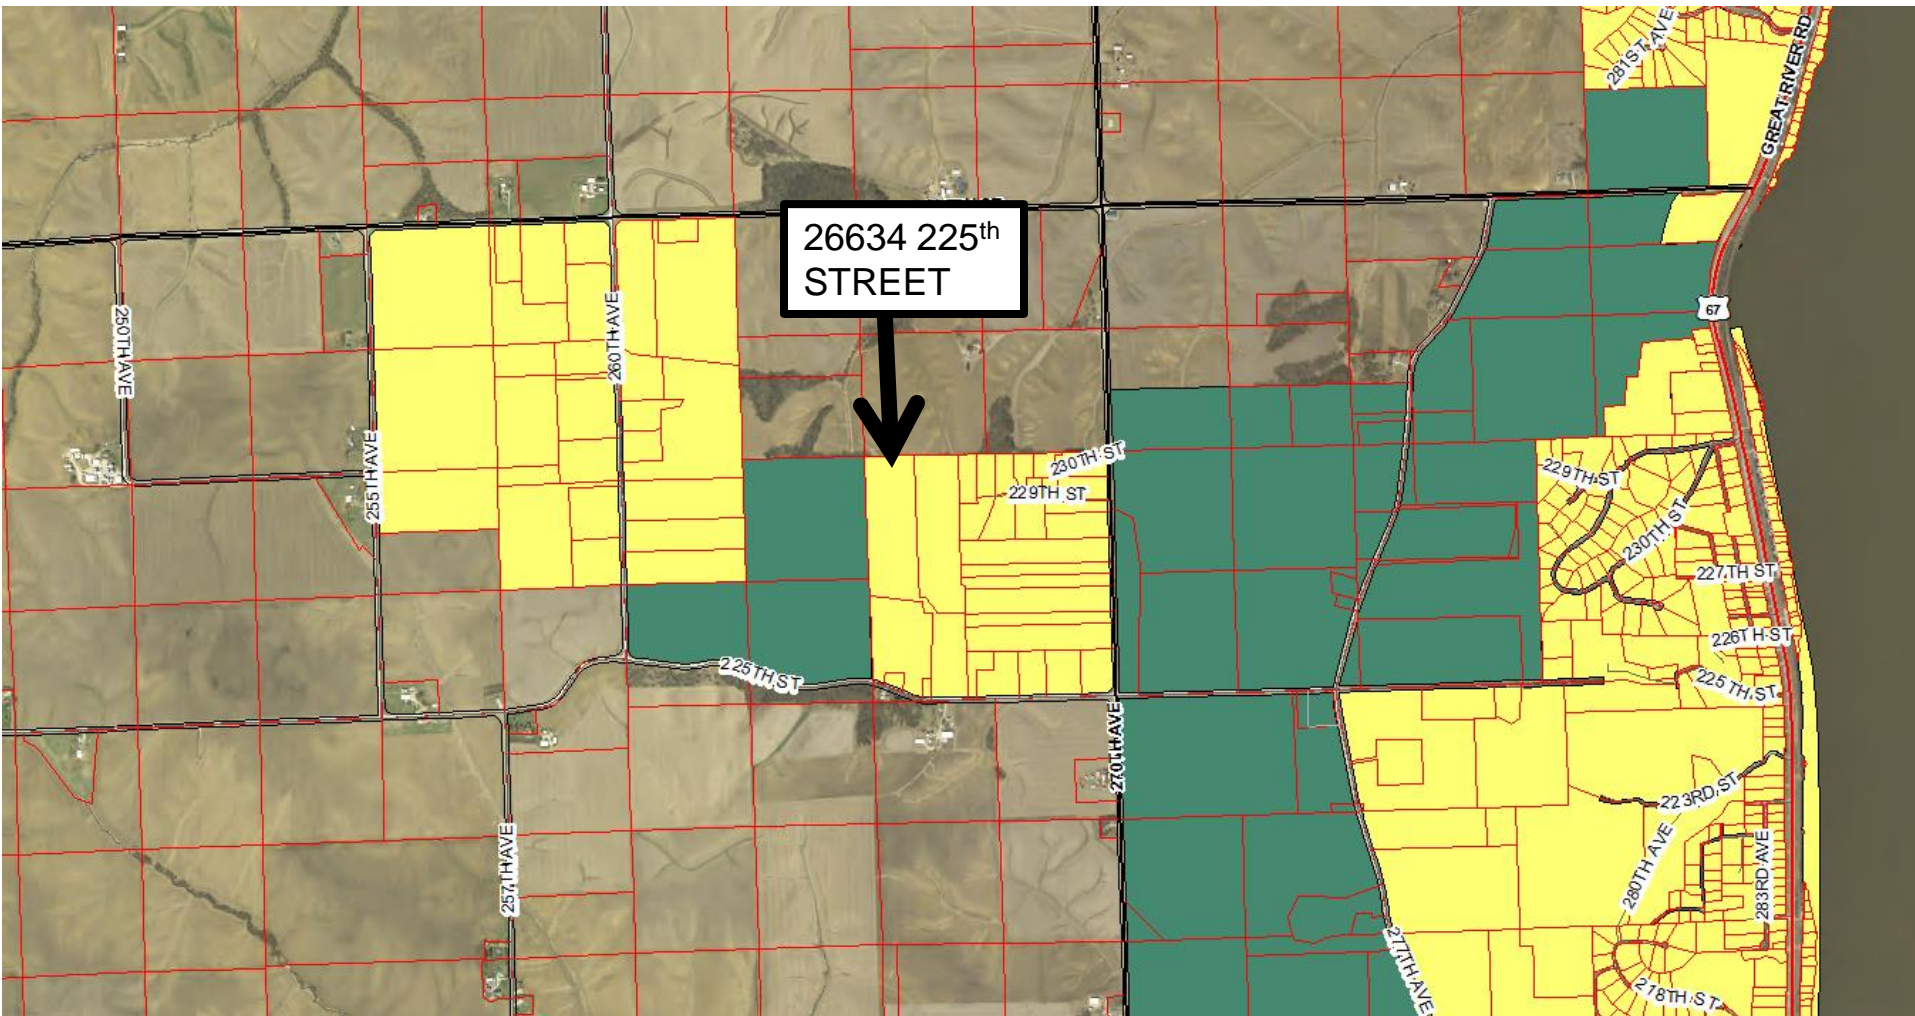 281ST AVE
GREAT RIVER RD
26634 225th
STREET
250TH AVE
260TH AVE
67
255TH AVE
230TH ST
229TH ST
229TH ST
230TH ST
227TH ST
226TH ST
225TH ST
225TH ST
270TH AVE
223RD ST
257TH AVE
280TH AVE
283RD AVE
277TH AVE
218TH ST